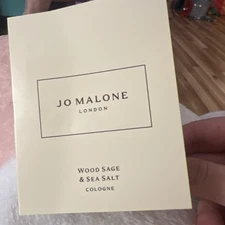 JO MALONE
LONDON
WOOD SAGE
& SEA SALT
COLOGNE